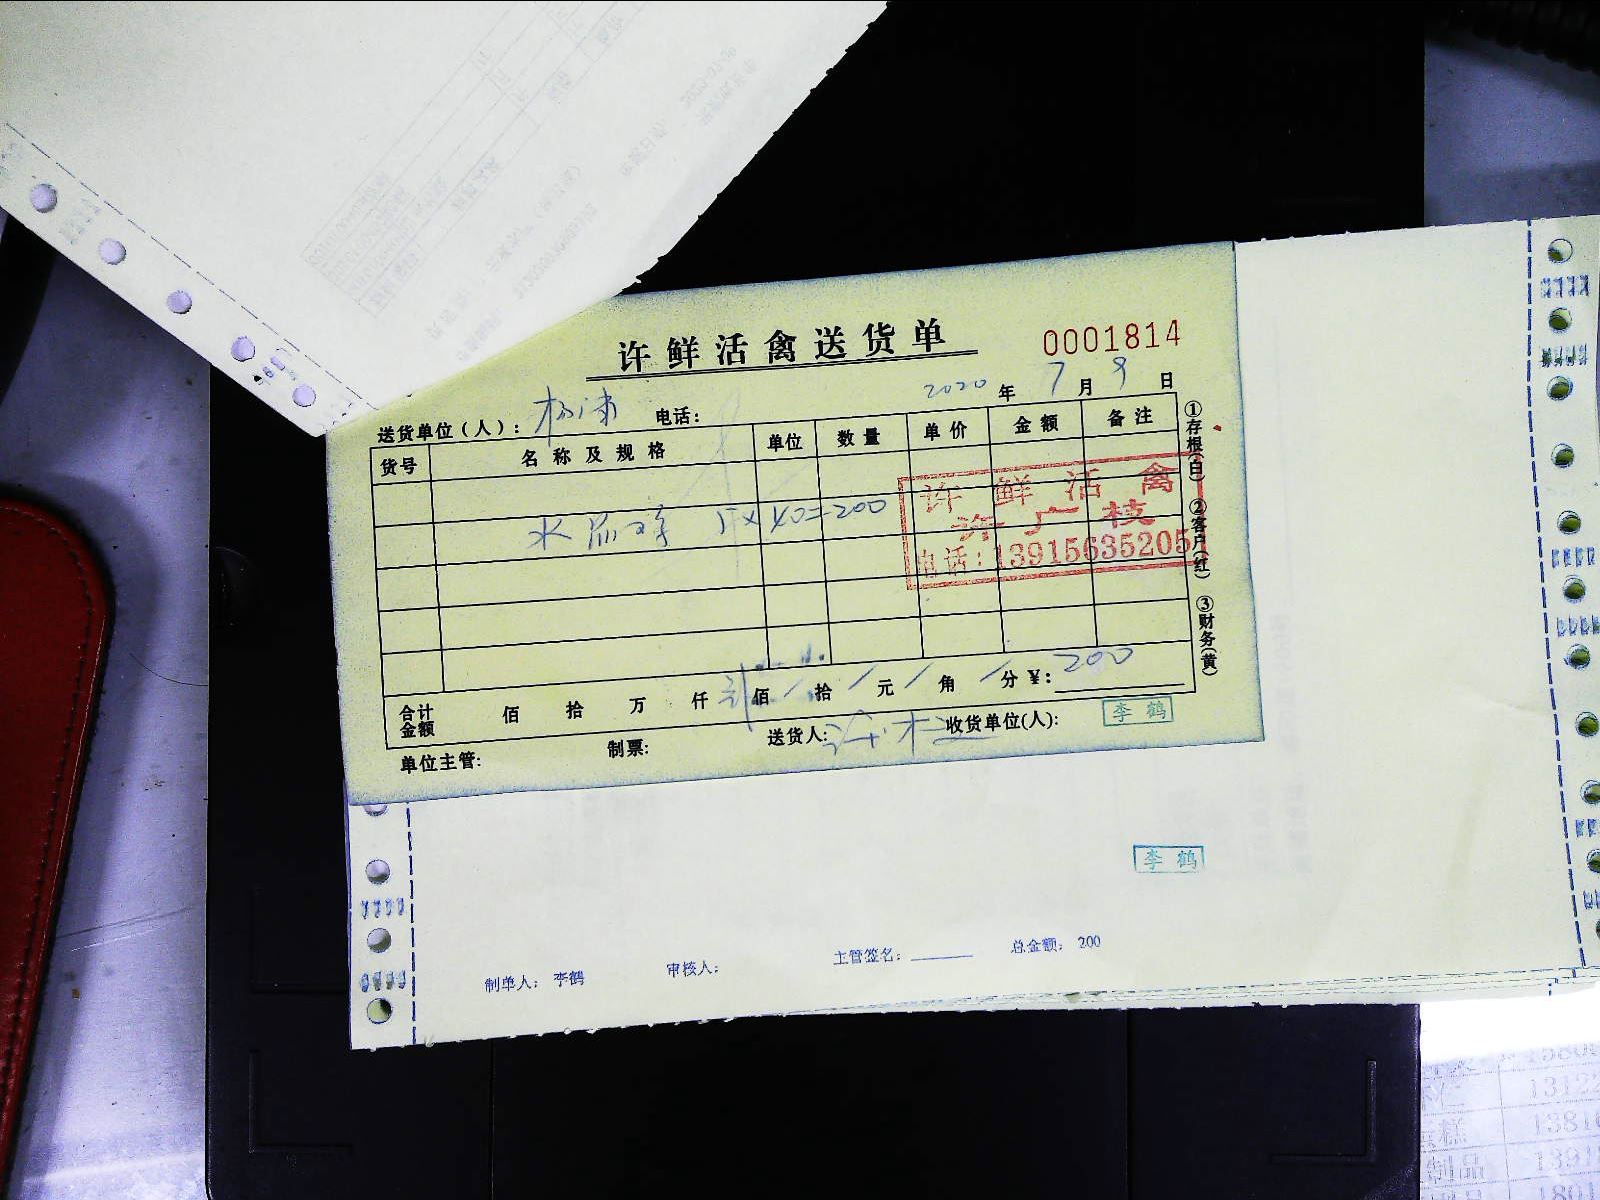 许鲜活禽送货单
0001814
2020 年 7 月 9 日
送货单位(人): 电话:
货号 名称及规格 单位 数量 单价 金额 备注
5×40=200
许鲜活禽
许广枝
电话:13915635205
①存根(白) ②客户(红) ③财务(黄)
合计金额 佰 拾 万 仟 佰 拾 元 角 分 ¥: 200
单位主管: 制票: 送货人: 收货单位(人): 李鹤
李鹤
制单人: 李鹤 审核人: 主管签名: 总金额: 200